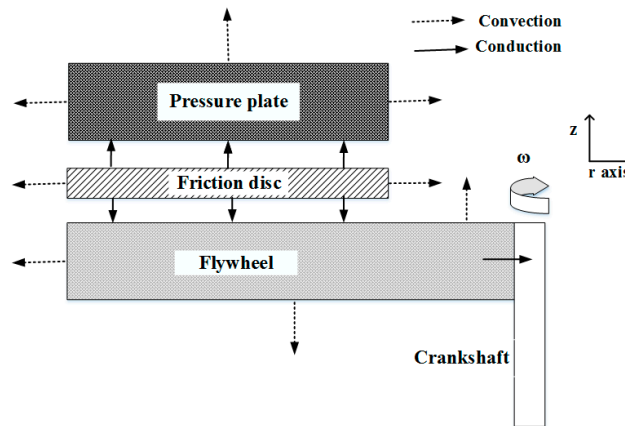 Convection
Conduction
Pressure plate
z
r axis
ω
Friction disc
Flywheel
Crankshaft